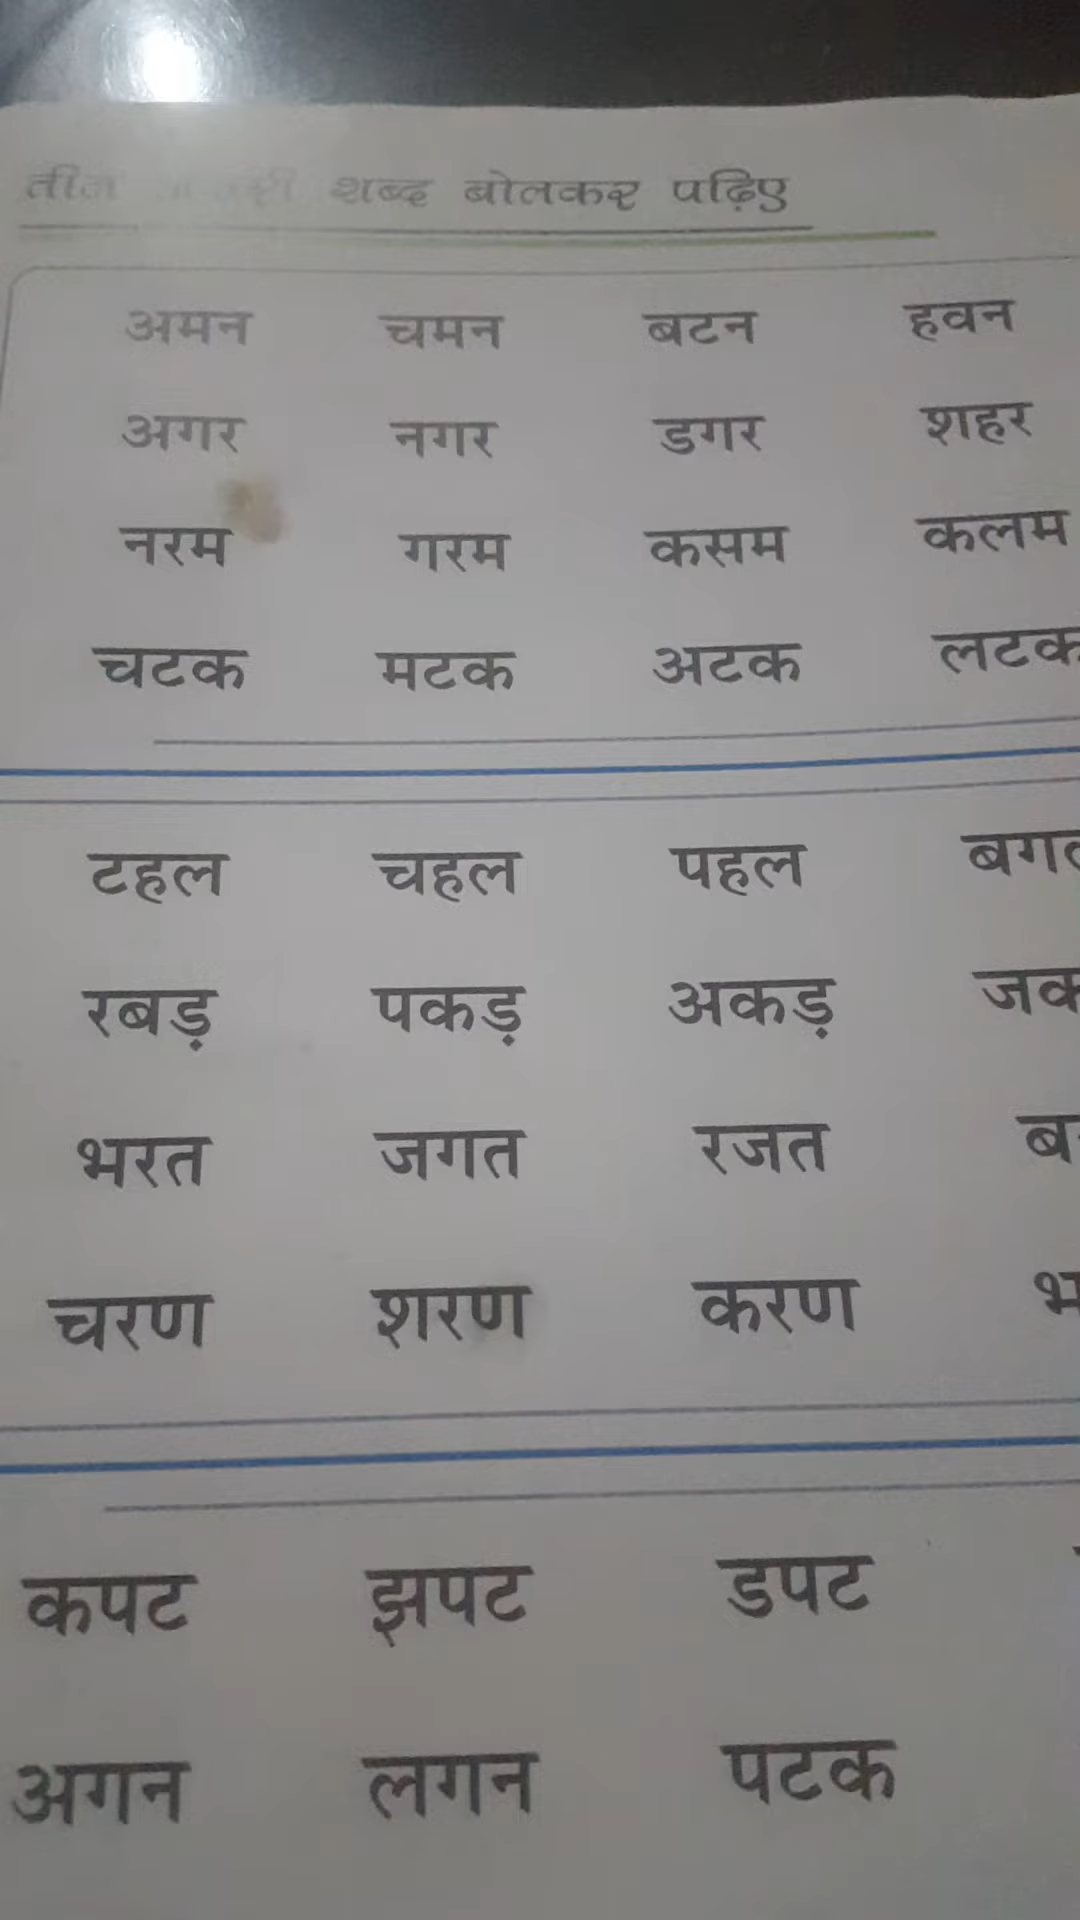 तीन शब्द बोलकर पढ़िए
अमन चमन बटन हवन
अगर नगर डगर शहर
नरम गरम कसम कलम
चटक मटक अटक लटक
टहल चहल पहल
रबड़ पकड़ अकड़
भरत जगत रजत
चरण शरण करण
कपट झपट डपट
अगन लगन पटक